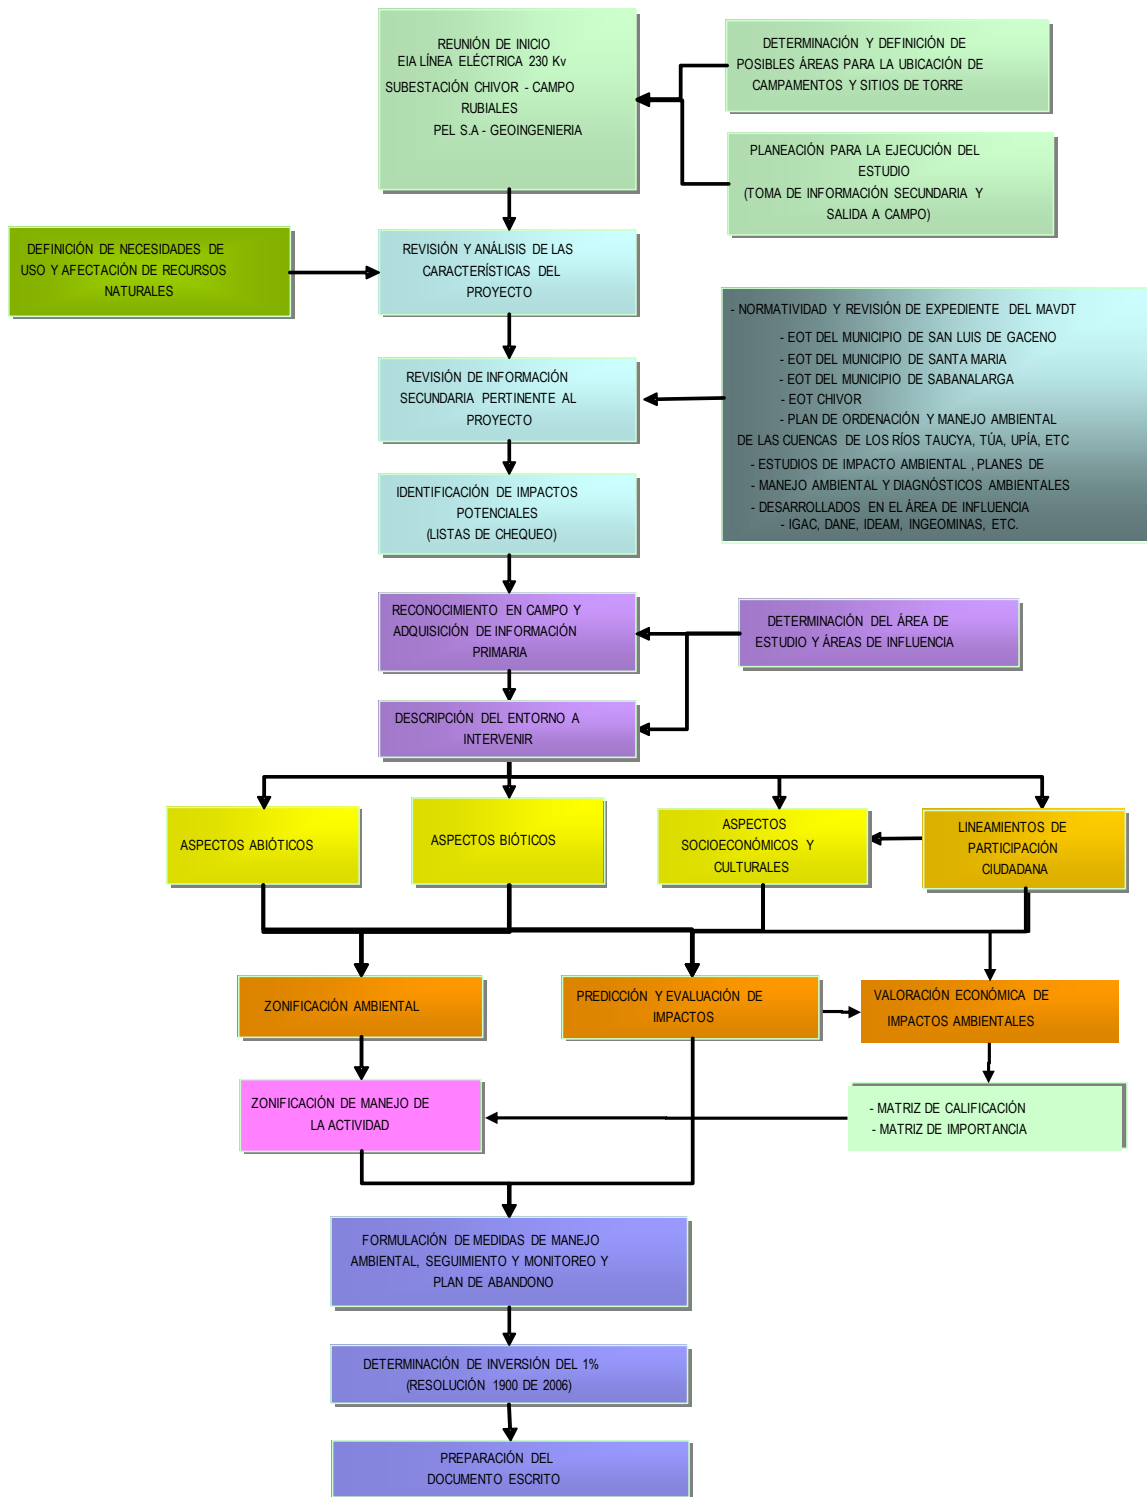 REUNIÓN DE INICIO
EIA LÍNEA ELÉCTRICA 230 Kv
SUBESTACIÓN CHIVOR - CAMPO
RUBIALES
PEL S.A - GEOINGENIERIA
DETERMINACIÓN Y DEFINICIÓN DE
POSIBLES ÁREAS PARA LA UBICACIÓN DE
CAMPAMENTOS Y SITIOS DE TORRE
PLANEACIÓN PARA LA EJECUCIÓN DEL
ESTUDIO
(TOMA DE INFORMACIÓN SECUNDARIA Y
SALIDA A CAMPO)
DEFINICIÓN DE NECESIDADES DE
USO Y AFECTACIÓN DE RECURSOS
NATURALES
REVISIÓN Y ANÁLISIS DE LAS
CARACTERÍSTICAS DEL
PROYECTO
- NORMATIVIDAD Y REVISIÓN DE EXPEDIENTE DEL MAVDT
- EOT DEL MUNICIPIO DE SAN LUIS DE GACENO
- EOT DEL MUNICIPIO DE SANTA MARIA
- EOT DEL MUNICIPIO DE SABANALARGA
- EOT CHIVOR
- PLAN DE ORDENACIÓN Y MANEJO AMBIENTAL
DE LAS CUENCAS DE LOS RÍOS TAUCYA, TÚA, UPÍA, ETC
- ESTUDIOS DE IMPACTO AMBIENTAL , PLANES DE
- MANEJO AMBIENTAL Y DIAGNÓSTICOS AMBIENTALES
- DESARROLLADOS EN EL ÁREA DE INFLUENCIA
- IGAC, DANE, IDEAM, INGEOMINAS, ETC.
REVISIÓN DE INFORMACIÓN
SECUNDARIA PERTINENTE AL
PROYECTO
IDENTIFICACIÓN DE IMPACTOS
POTENCIALES
(LISTAS DE CHEQUEO)
RECONOCIMIENTO EN CAMPO Y
ADQUISICIÓN DE INFORMACIÓN
PRIMARIA
DETERMINACIÓN DEL ÁREA DE
ESTUDIO Y ÁREAS DE INFLUENCIA
DESCRIPCIÓN DEL ENTORNO A
INTERVENIR
ASPECTOS ABIÓTICOS
ASPECTOS BIÓTICOS
ASPECTOS
SOCIOECONÓMICOS Y
CULTURALES
LINEAMIENTOS DE
PARTICIPACIÓN
CIUDADANA
ZONIFICACIÓN AMBIENTAL
PREDICCIÓN Y EVALUACIÓN DE
IMPACTOS
VALORACIÓN ECONÓMICA DE
IMPACTOS AMBIENTALES
ZONIFICACIÓN DE MANEJO DE
LA ACTIVIDAD
- MATRIZ DE CALIFICACIÓN
- MATRIZ DE IMPORTANCIA
FORMULACIÓN DE MEDIDAS DE MANEJO
AMBIENTAL, SEGUIMIENTO Y MONITOREO Y
PLAN DE ABANDONO
DETERMINACIÓN DE INVERSIÓN DEL 1%
(RESOLUCIÓN 1900 DE 2006)
PREPARACIÓN DEL
DOCUMENTO ESCRITO